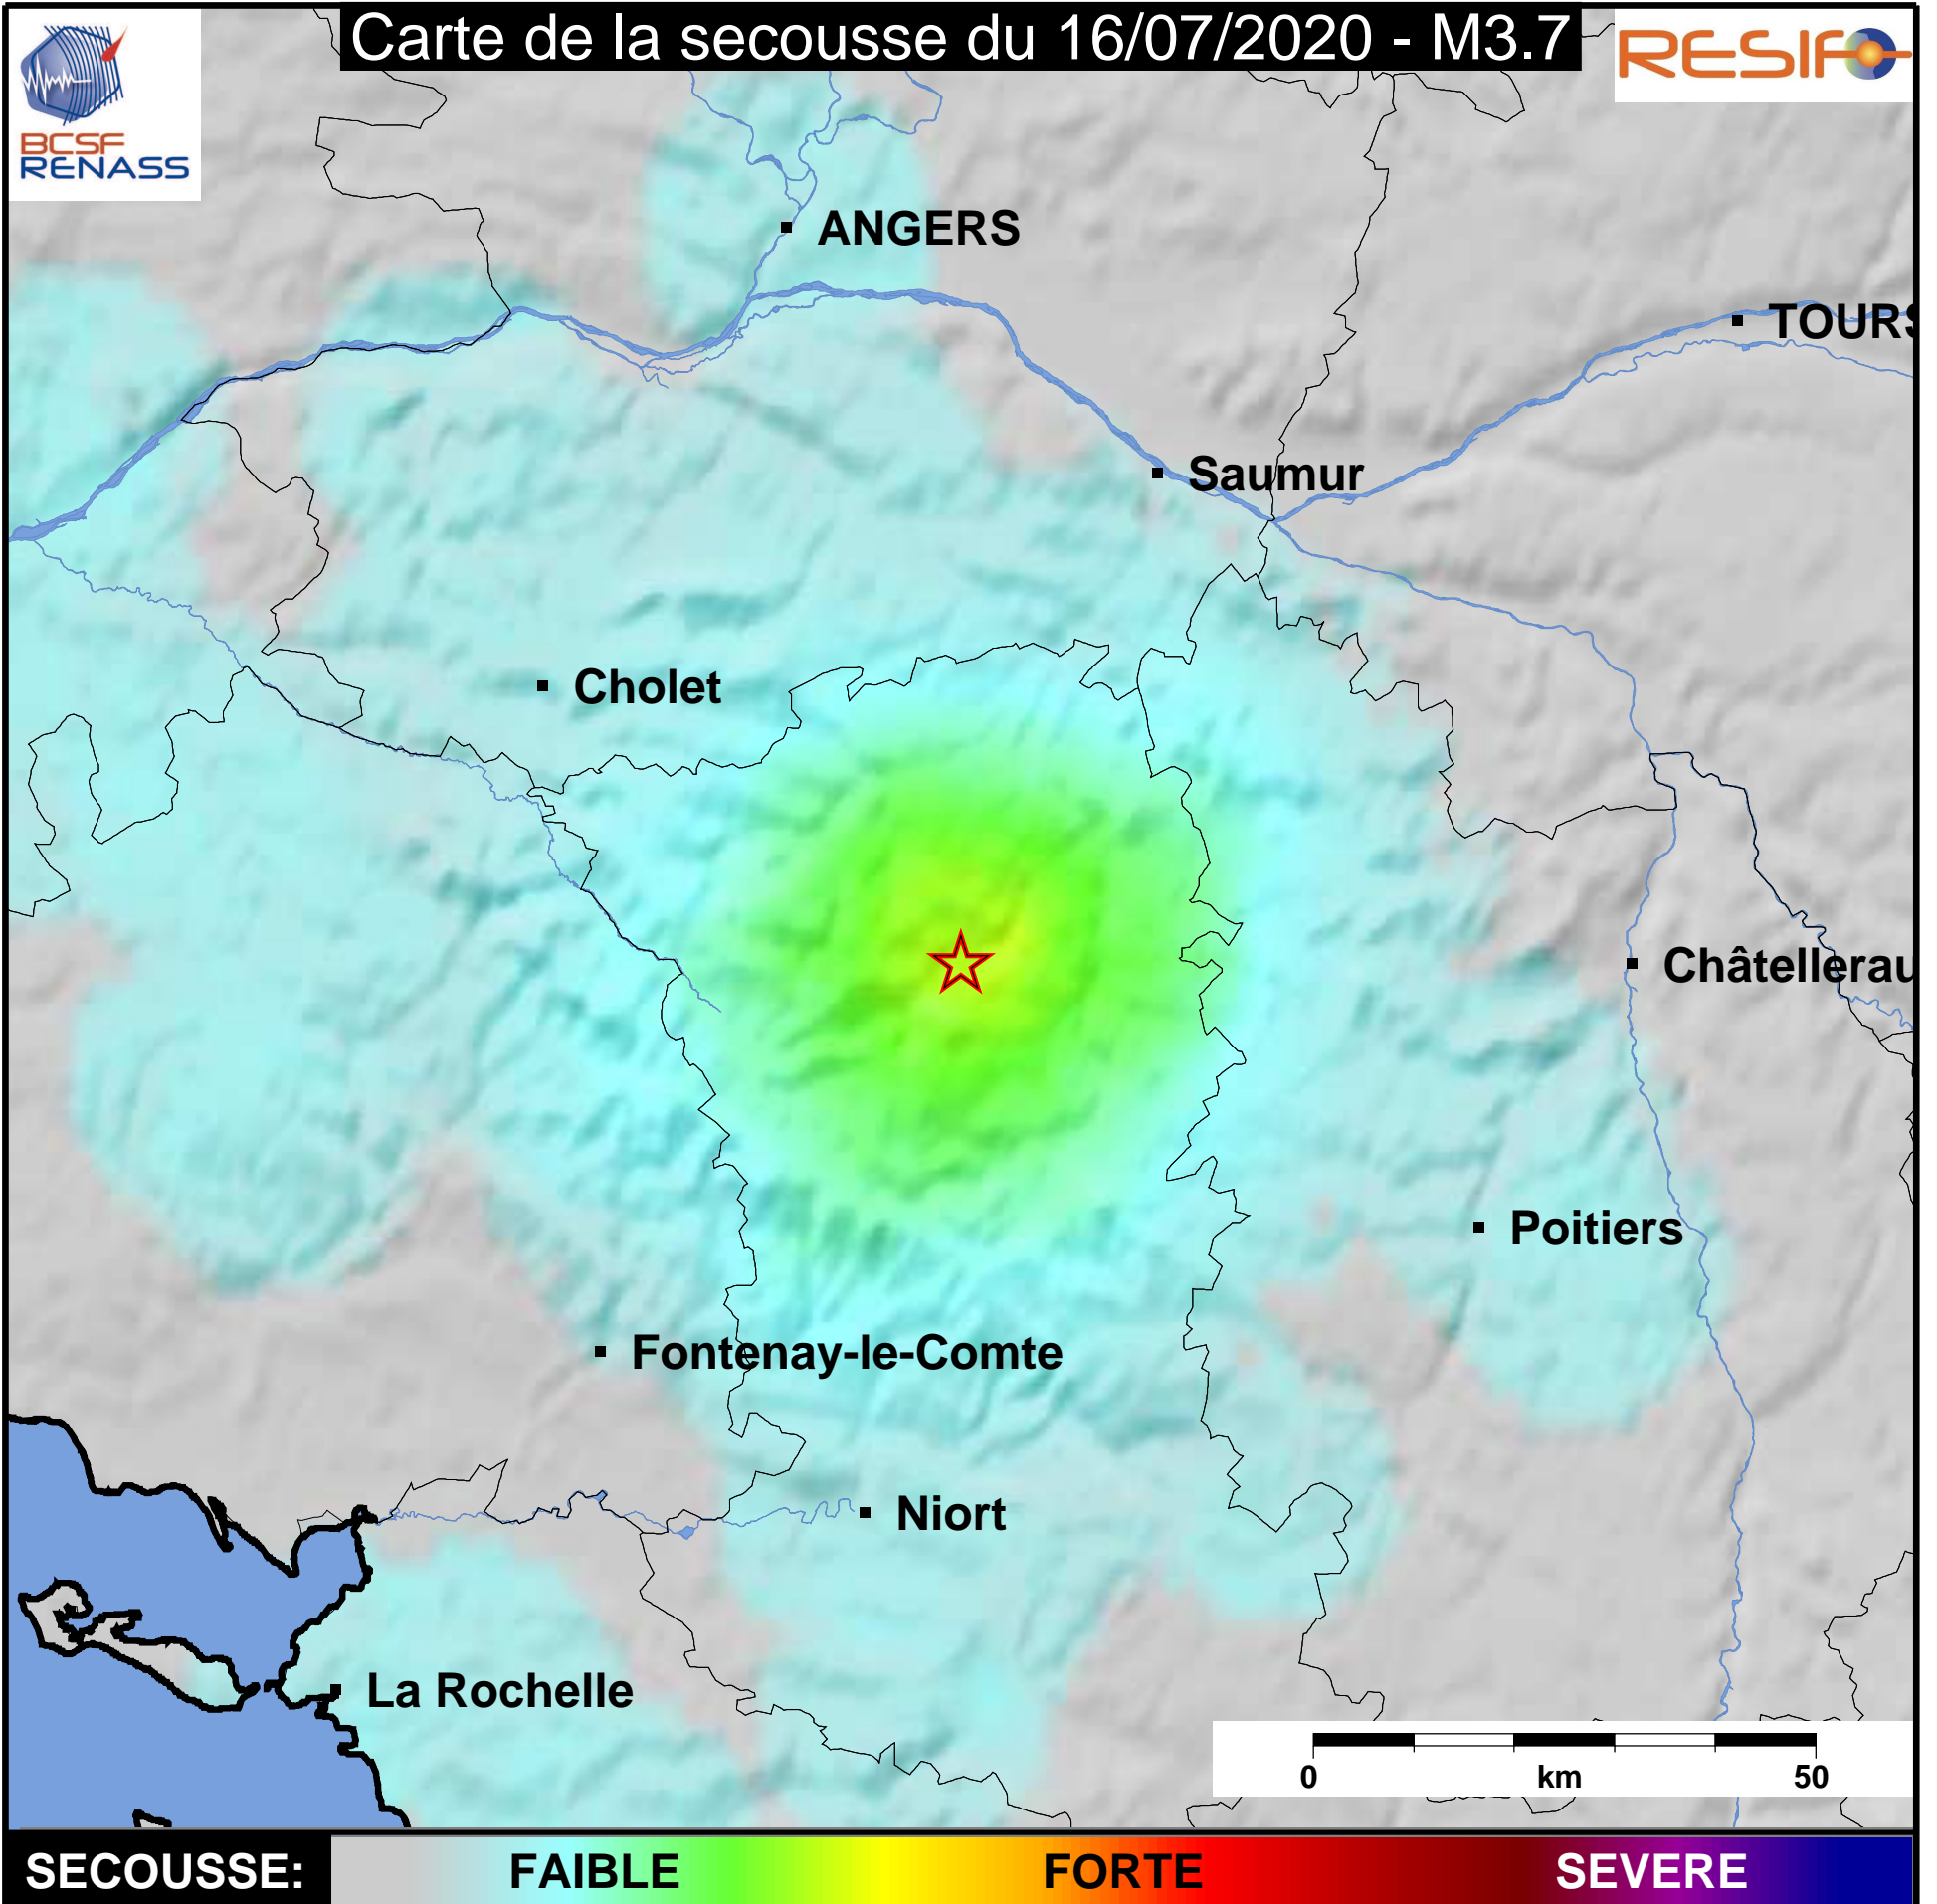 Carte de la secousse du 16/07/2020 - M3.7
RESIF
BCSF
RENASS
ANGERS
TOURS
Saumur
Cholet
Châtellerau
Poitiers
Fontenay-le-Comte
Niort
La Rochelle
0 km 50
SECOUSSE: FAIBLE FORTE SEVERE